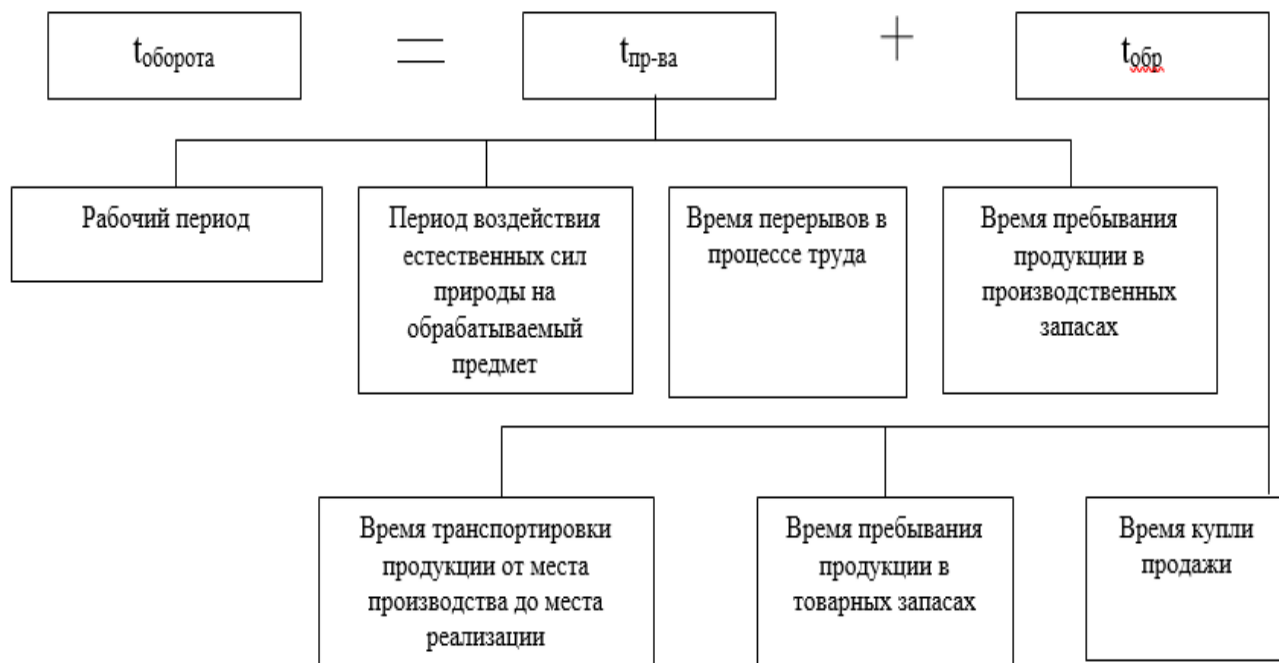 tоборота = tпр-ва + tобр
Рабочий период
Период воздействия
естественных сил
природы на
обрабатываемый
предмет
Время перерывов в
процессе труда
Время пребывания
продукции в
производственных
запасах
Время транспортировки
продукции от места
производства до места
реализации
Время пребывания
продукции в
товарных запасах
Время купли
продажи